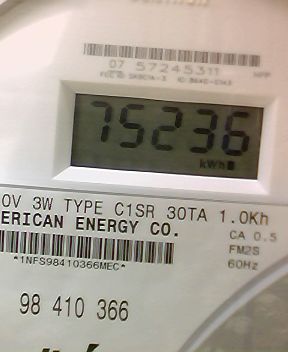 07 57245311
75236
kWh
0V 3W TYPE C1SR 30TA 1.0Kh
ERICAN ENERGY CO.
CA 0.5
FM2S
60Hz
*1NFS98410366MEC*
98 410 366